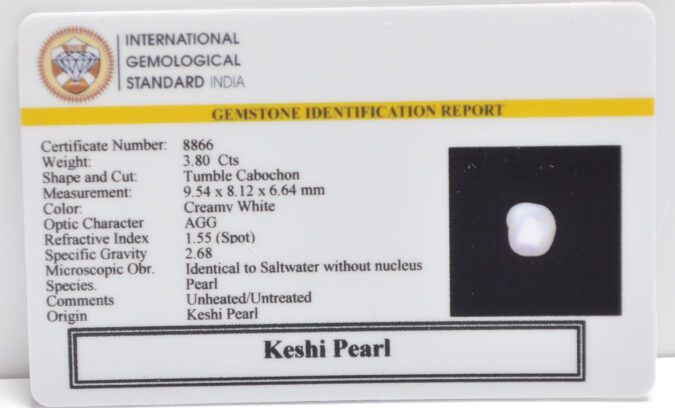 INTERNATIONAL
GEMOLOGICAL
STANDARD INDIA
GEMSTONE IDENTIFICATION REPORT
Certificate Number: 8866
Weight: 3.80 Cts
Shape and Cut: Tumble Cabochon
Measurement: 9.54 x 8.12 x 6.64 mm
Color: Creamy White
Optic Character AGG
Refractive Index 1.55 (Spot)
Specific Gravity 2.68
Microscopic Obr. Identical to Saltwater without nucleus
Species. Pearl
Comments Unheated/Untreated
Origin Keshi Pearl
Keshi Pearl